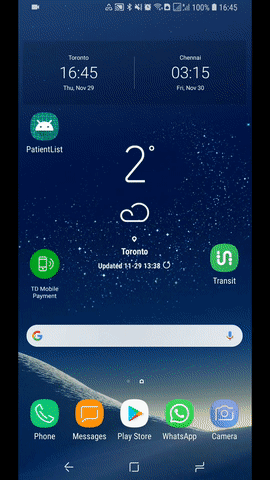 100% 16:45
Toronto
16:45
Thu, Nov 29
Chennai
03:15
Fri, Nov 30
PatientList
2°
Toronto
Updated 11-29 13:38
TD Mobile
Payment
Transit
Phone
Messages
Play Store
WhatsApp
Camera